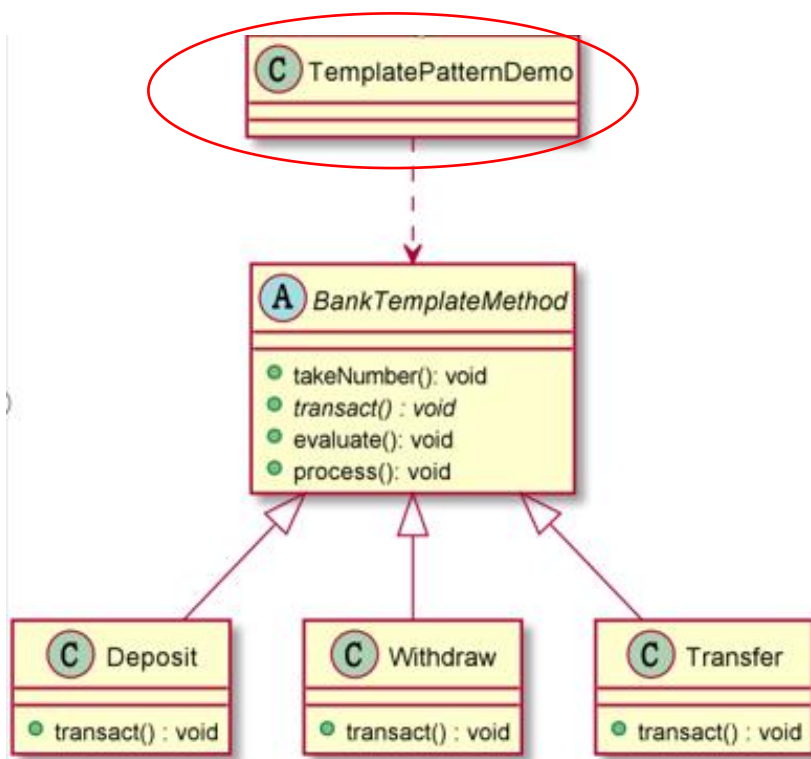 C TemplatePatternDemo
A BankTemplateMethod
takeNumber(): void
transact() : void
evaluate(): void
process(): void
C Deposit
transact() : void
C Withdraw
transact() : void
C Transfer
transact() : void